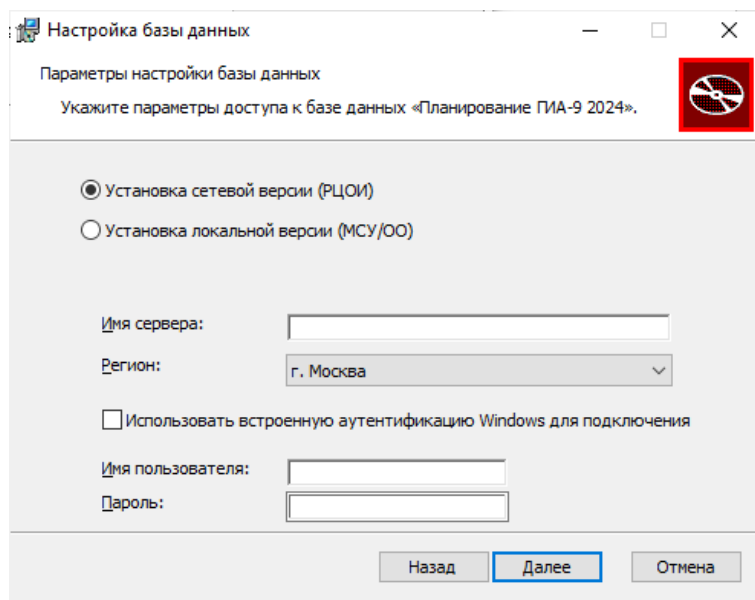 Настройка базы данных
Параметры настройки базы данных
Укажите параметры доступа к базе данных «Планирование ГИА-9 2024».
Установка сетевой версии (РЦОИ)
Установка локальной версии (МСУ/ОО)
Имя сервера:
Регион: г. Москва
Использовать встроенную аутентификацию Windows для подключения
Имя пользователя:
Пароль:
Назад Далее Отмена